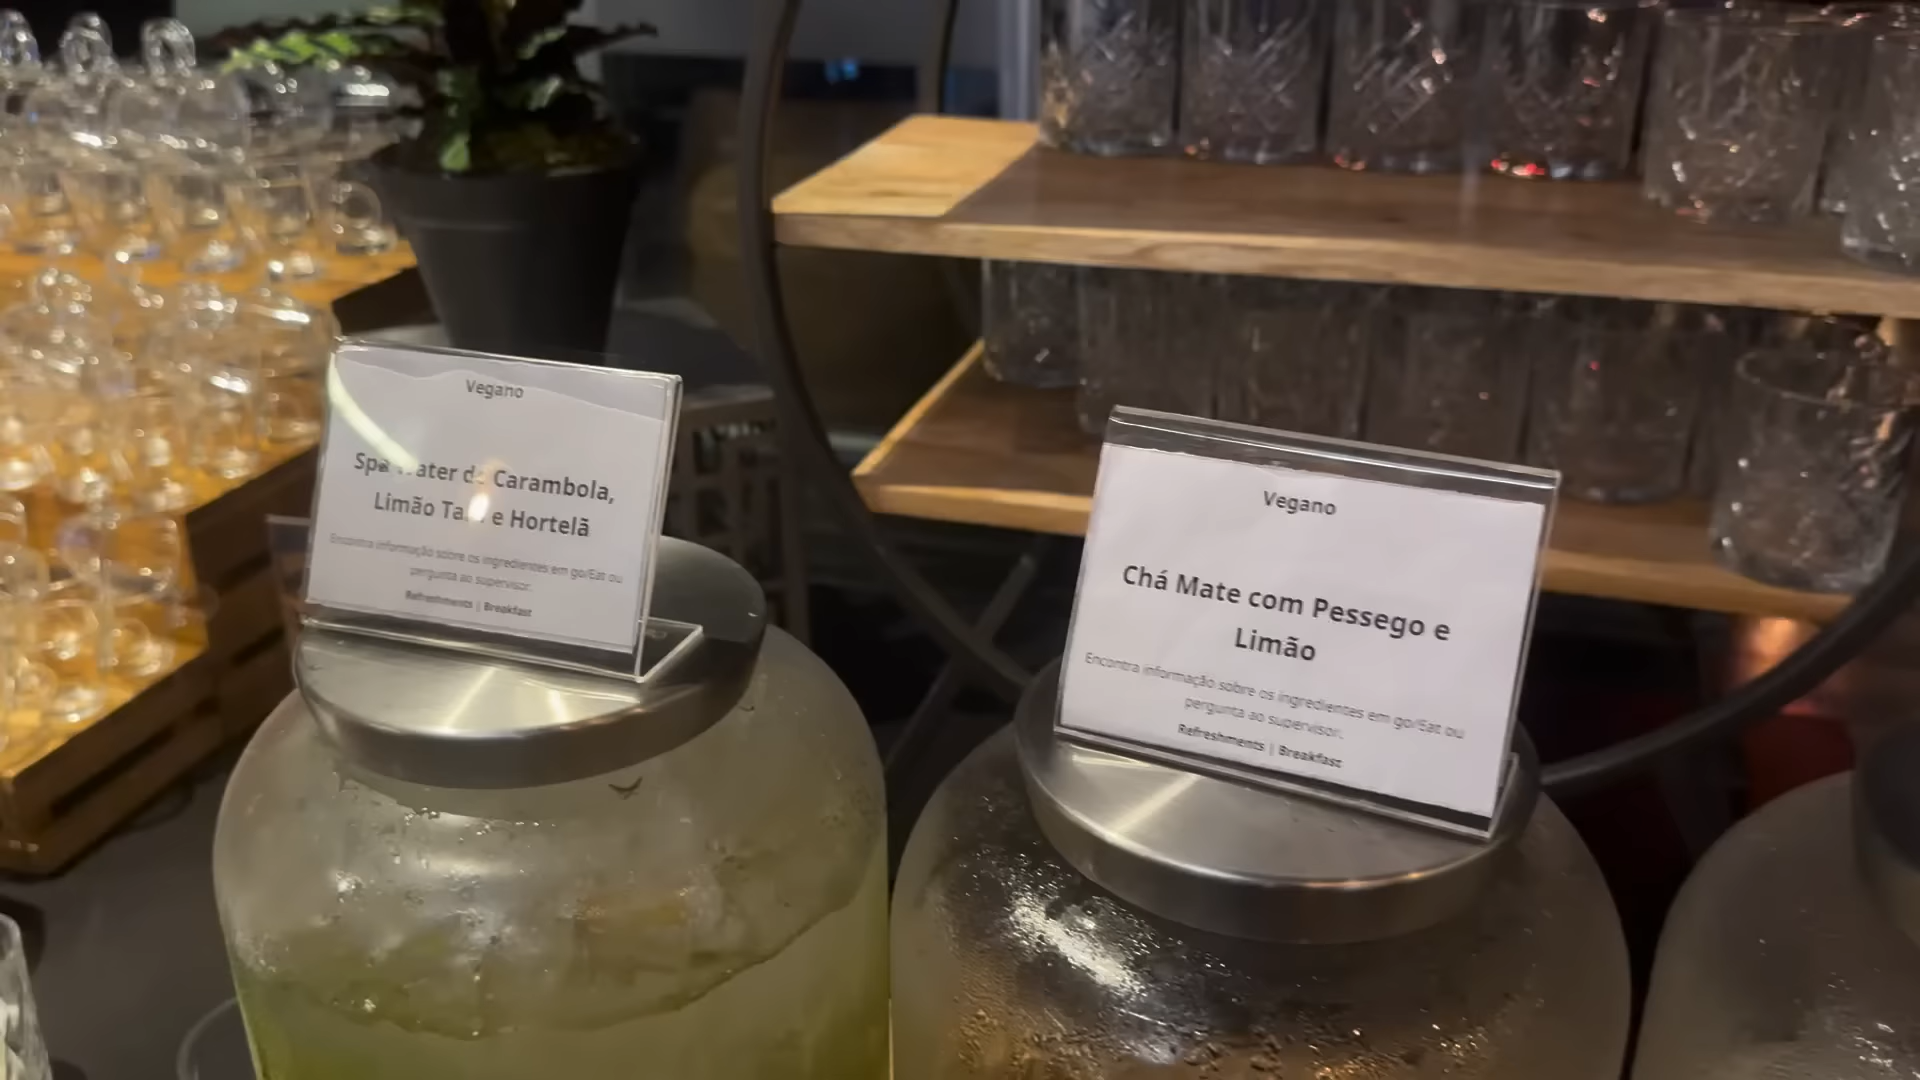 Vegano
Spa Water de Carambola,
Limão e Hortelã
Encontra informação sobre os ingredientes em go/Eat ou
pergunta ao supervisor.
Refreshments | Breakfast
Vegano
Chá Mate com Pessego e
Limão
Encontra informação sobre os ingredientes em go/Eat ou
pergunta ao supervisor.
Refreshments | Breakfast